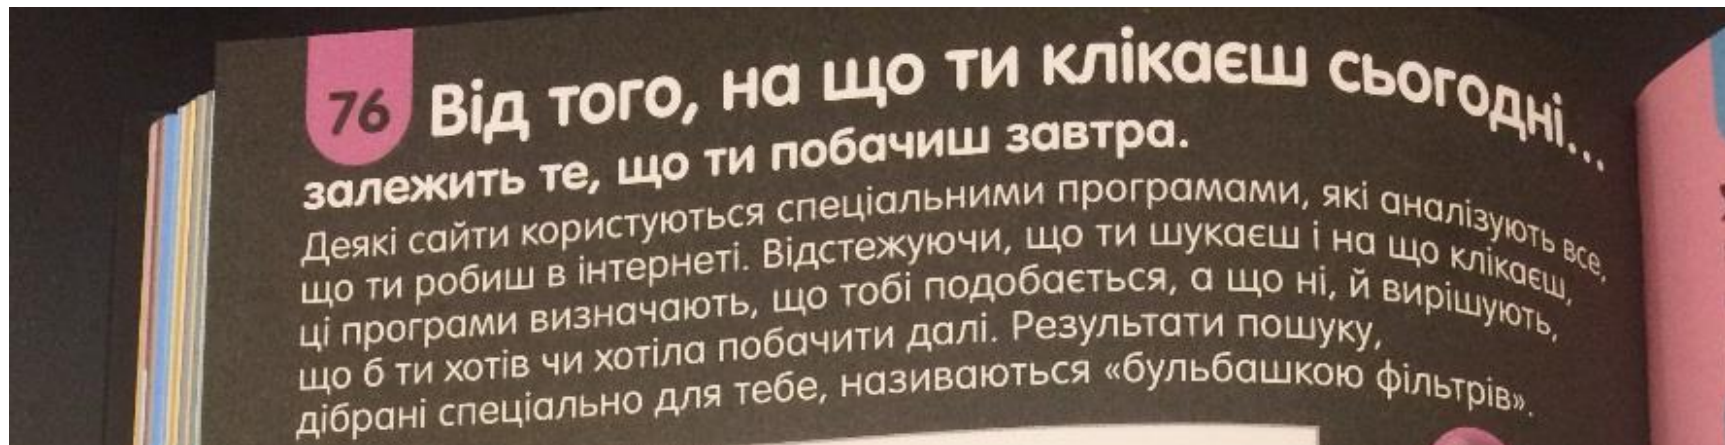 76 Від того, на що ти клікаєш сьогодні...
залежить те, що ти побачиш завтра.
Деякі сайти користуються спеціальними програмами, які аналізують все,
що ти робиш в інтернеті. Відстежуючи, що ти шукаєш і на що клікаєш,
ці програми визначають, що тобі подобається, а що ні, й вирішують,
що б ти хотів чи хотіла побачити далі. Результати пошуку,
дібрані спеціально для тебе, називаються «бульбашкою фільтрів».